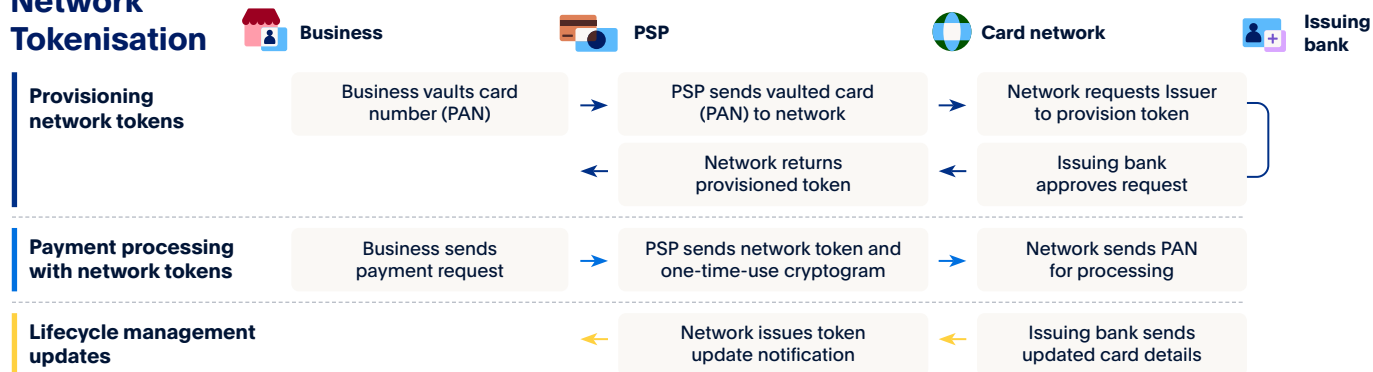 Network
Tokenisation
Business
PSP
Card network
Issuing
bank
Provisioning
network tokens
Business vaults card
number (PAN)
PSP sends vaulted card
(PAN) to network
Network requests Issuer
to provision token
Network returns
provisioned token
Issuing bank
approves request
Payment processing
with network tokens
Business sends
payment request
PSP sends network token and
one-time-use cryptogram
Network sends PAN
for processing
Lifecycle management
updates
Network issues token
update notification
Issuing bank sends
updated card details